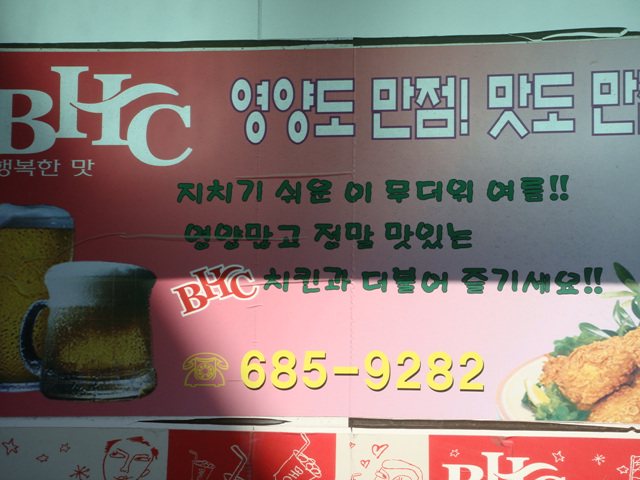 BHC
행복한 맛
영양도 만점! 맛도 만
지치기 쉬운 이 무더위 여름!!
영양많고 정말 맛있는
BHC 치킨과 더불어 즐기세요!!
685-9282
BHC